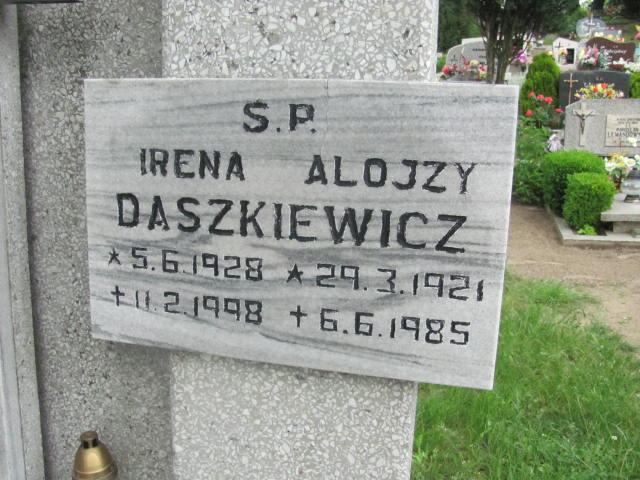 S.P.
IRENA ALOJZY
DASZKIEWICZ
* 5.6.1928 * 29.3.1921
+ 11.2.1998 + 6.6.1985